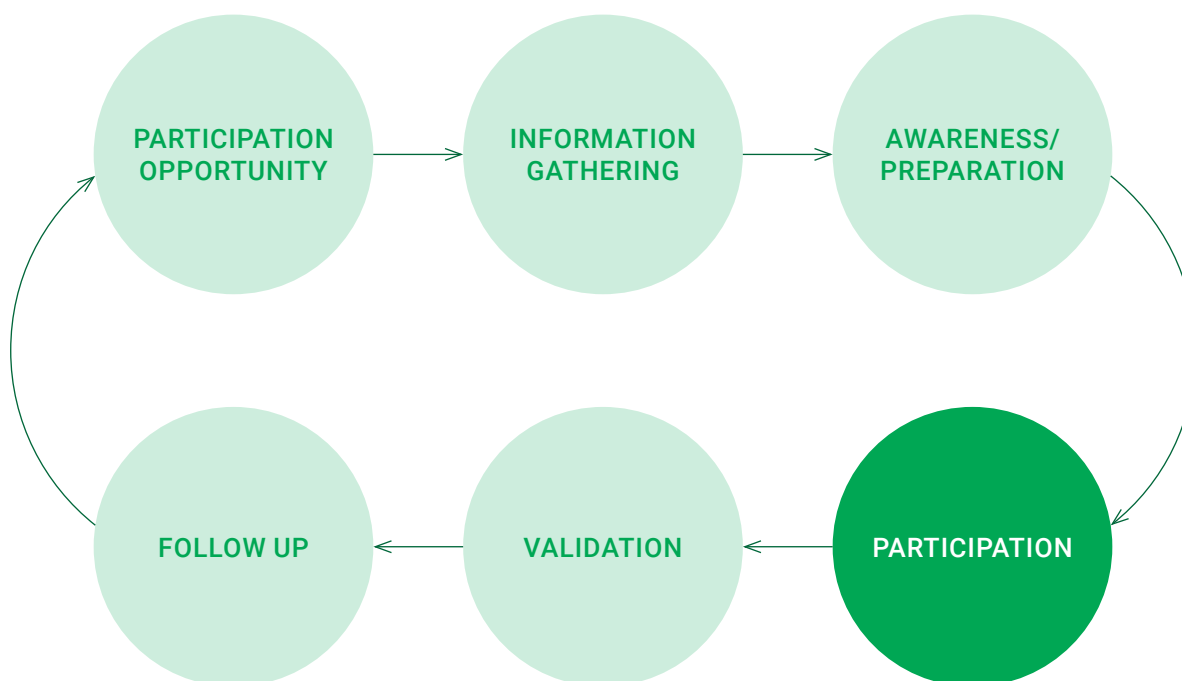 PARTICIPATION
OPPORTUNITY
INFORMATION
GATHERING
AWARENESS/
PREPARATION
FOLLOW UP
VALIDATION
PARTICIPATION